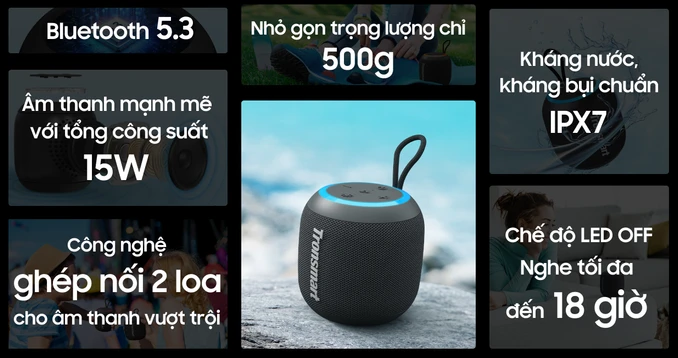 Bluetooth 5.3
Âm thanh mạnh mẽ
với tổng công suất
15W
Công nghệ
ghép nối 2 loa
cho âm thanh vượt trội
Nhỏ gọn trọng lượng chỉ
500g
Tronsmart
Kháng nước,
kháng bụi chuẩn
IPX7
Chế độ LED OFF
Nghe tối đa
đến 18 giờ